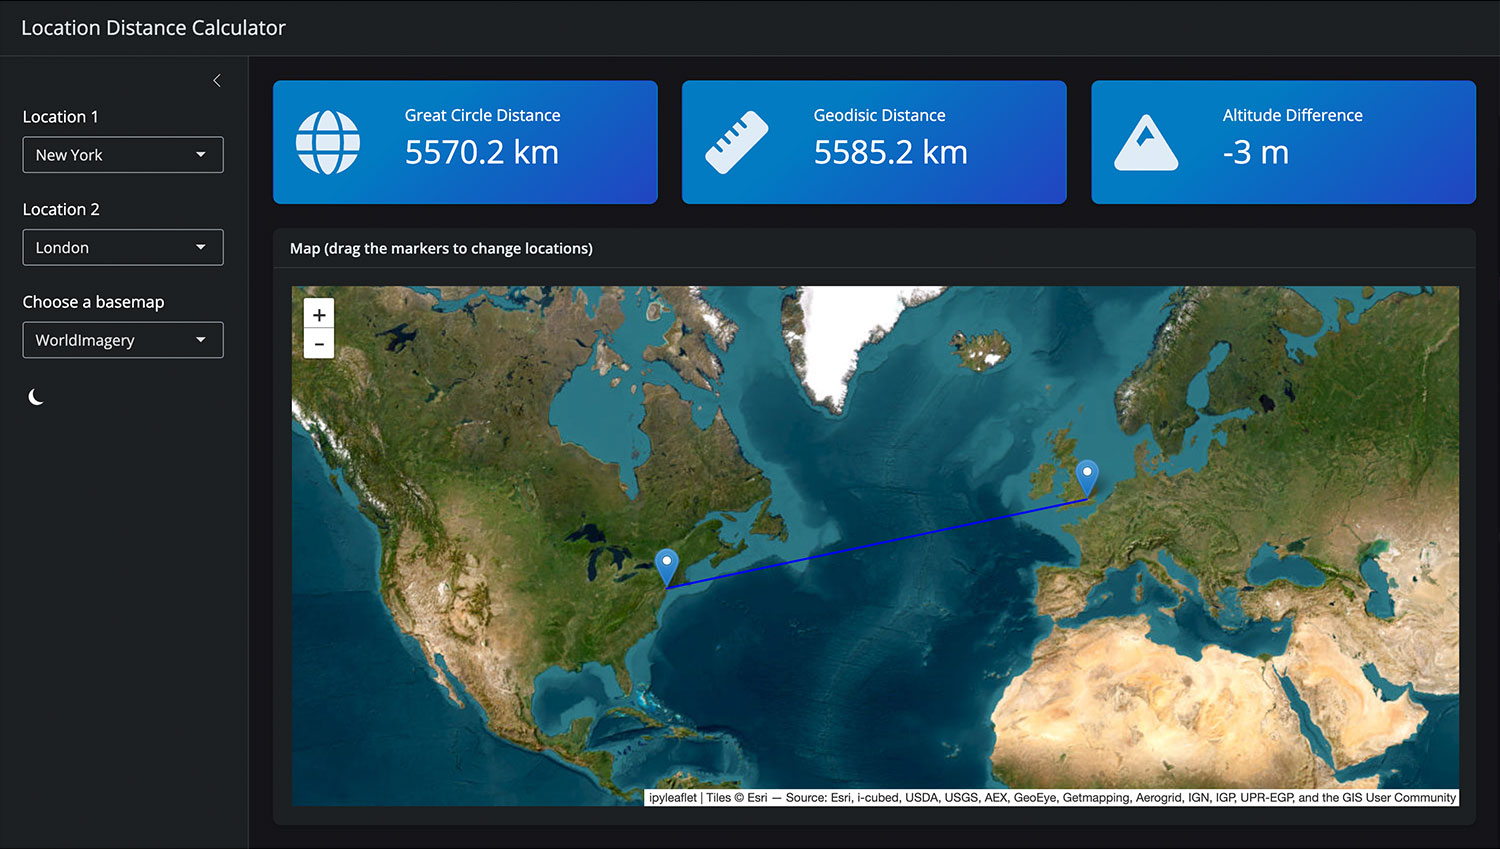 Location Distance Calculator
Location 1
New York
Location 2
London
Choose a basemap
WorldImagery
Great Circle Distance
5570.2 km
Geodisic Distance
5585.2 km
Altitude Difference
-3 m
Map (drag the markers to change locations)
+
−
ipyleaflet | Tiles © Esri — Source: Esri, i-cubed, USDA, USGS, AEX, GeoEye, Getmapping, Aerogrid, IGN, IGP, UPR-EGP, and the GIS User Community